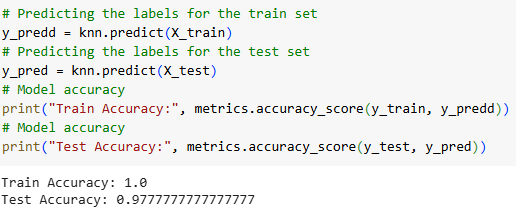 # Predicting the labels for the train set
y_predd = knn.predict(X_train)
# Predicting the labels for the test set
y_pred = knn.predict(X_test)
# Model accuracy
print("Train Accuracy:", metrics.accuracy_score(y_train, y_predd))
# Model accuracy
print("Test Accuracy:", metrics.accuracy_score(y_test, y_pred))
Train Accuracy: 1.0
Test Accuracy: 0.9777777777777777